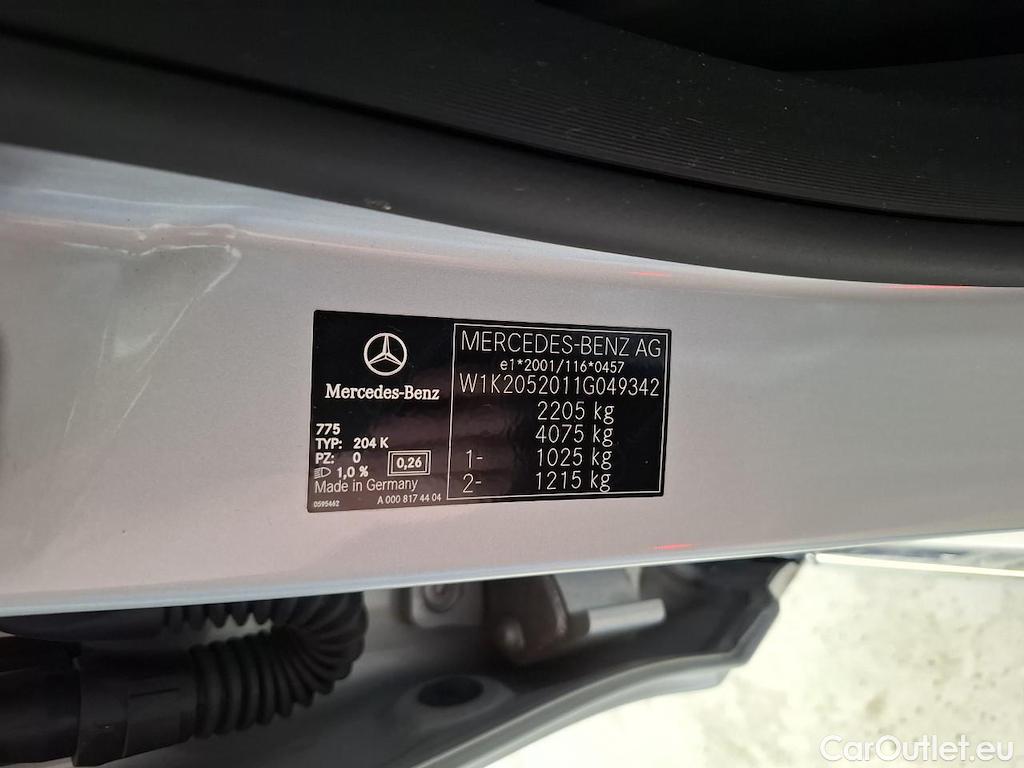 Mercedes-Benz
775
TYP: 204 K
PZ: 0
1,0 %
0,26
Made in Germany
0595462
A 000 817 44 04
MERCEDES-BENZ AG
e1*2001/116*0457
W1K2052011G049342
2205 kg
4075 kg
1- 1025 kg
2- 1215 kg
CarOutlet.eu